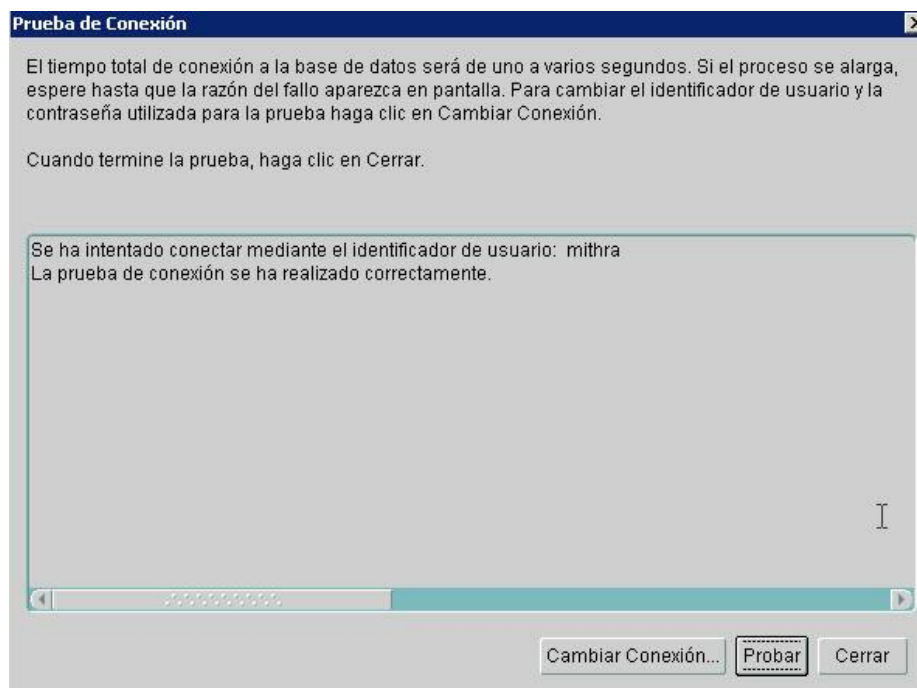 Prueba de Conexión
El tiempo total de conexión a la base de datos será de uno a varios segundos. Si el proceso se alarga,
espere hasta que la razón del fallo aparezca en pantalla. Para cambiar el identificador de usuario y la
contraseña utilizada para la prueba haga clic en Cambiar Conexión.
Cuando termine la prueba, haga clic en Cerrar.
Se ha intentado conectar mediante el identificador de usuario: mithra
La prueba de conexión se ha realizado correctamente.
Cambiar Conexión... Probar Cerrar